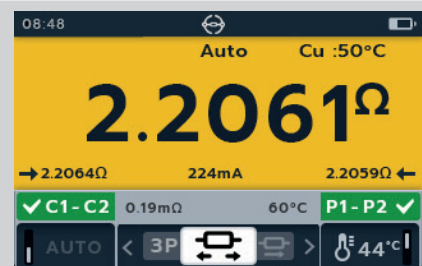 08:48
Auto Cu :50°C
2.2061Ω
→2.2064Ω 224mA 2.2059Ω←
✓ C1-C2 0.19mΩ 60°C P1-P2 ✓
AUTO < 3P > 44°C